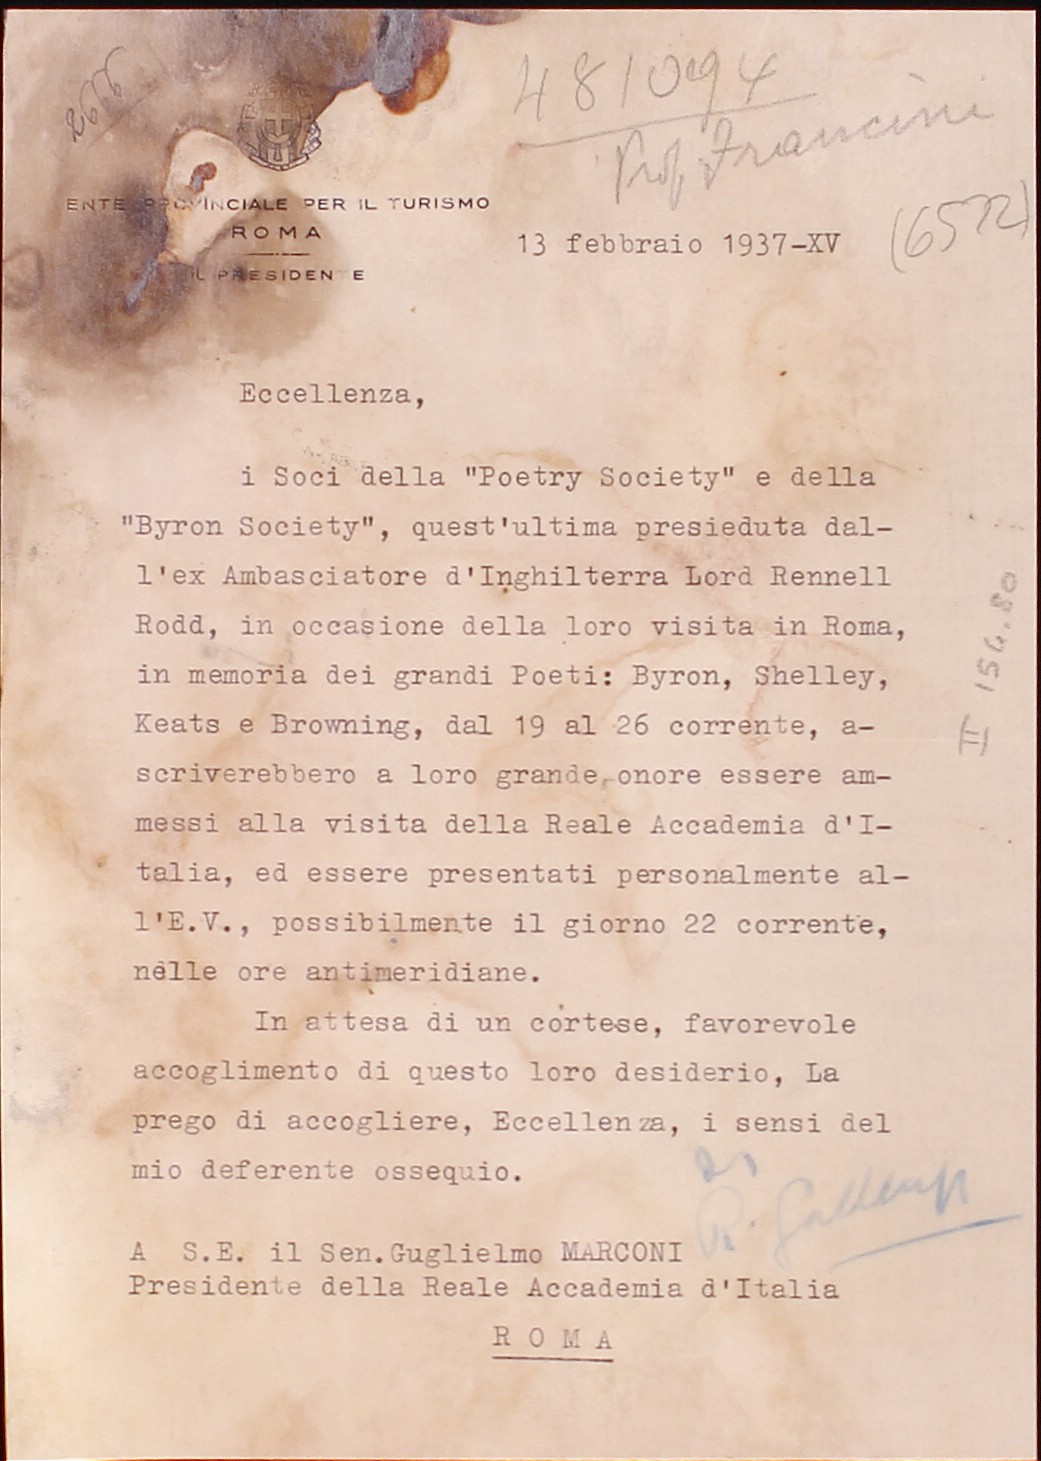 481094
Prof. Francini
(6572)
ENTE PROVINCIALE PER IL TURISMO
ROMA
IL PRESIDENTE
13 febbraio 1937-XV
Eccellenza,
i Soci della "Poetry Society" e della
"Byron Society", quest'ultima presieduta dal-
l'ex Ambasciatore d'Inghilterra Lord Rennell
Rodd, in occasione della loro visita in Roma,
in memoria dei grandi Poeti: Byron, Shelley,
Keats e Browning, dal 19 al 26 corrente, a-
scriverebbero a loro grande onore essere am-
messi alla visita della Reale Accademia d'I-
talia, ed essere presentati personalmente al-
l'E.V., possibilmente il giorno 22 corrente,
nelle ore antimeridiane.
In attesa di un cortese, favorevole
accoglimento di questo loro desiderio, La
prego di accogliere, Eccellenza, i sensi del
mio deferente ossequio.
A S.E. il Sen.Guglielmo MARCONI
Presidente della Reale Accademia d'Italia
ROMA
II 154.80